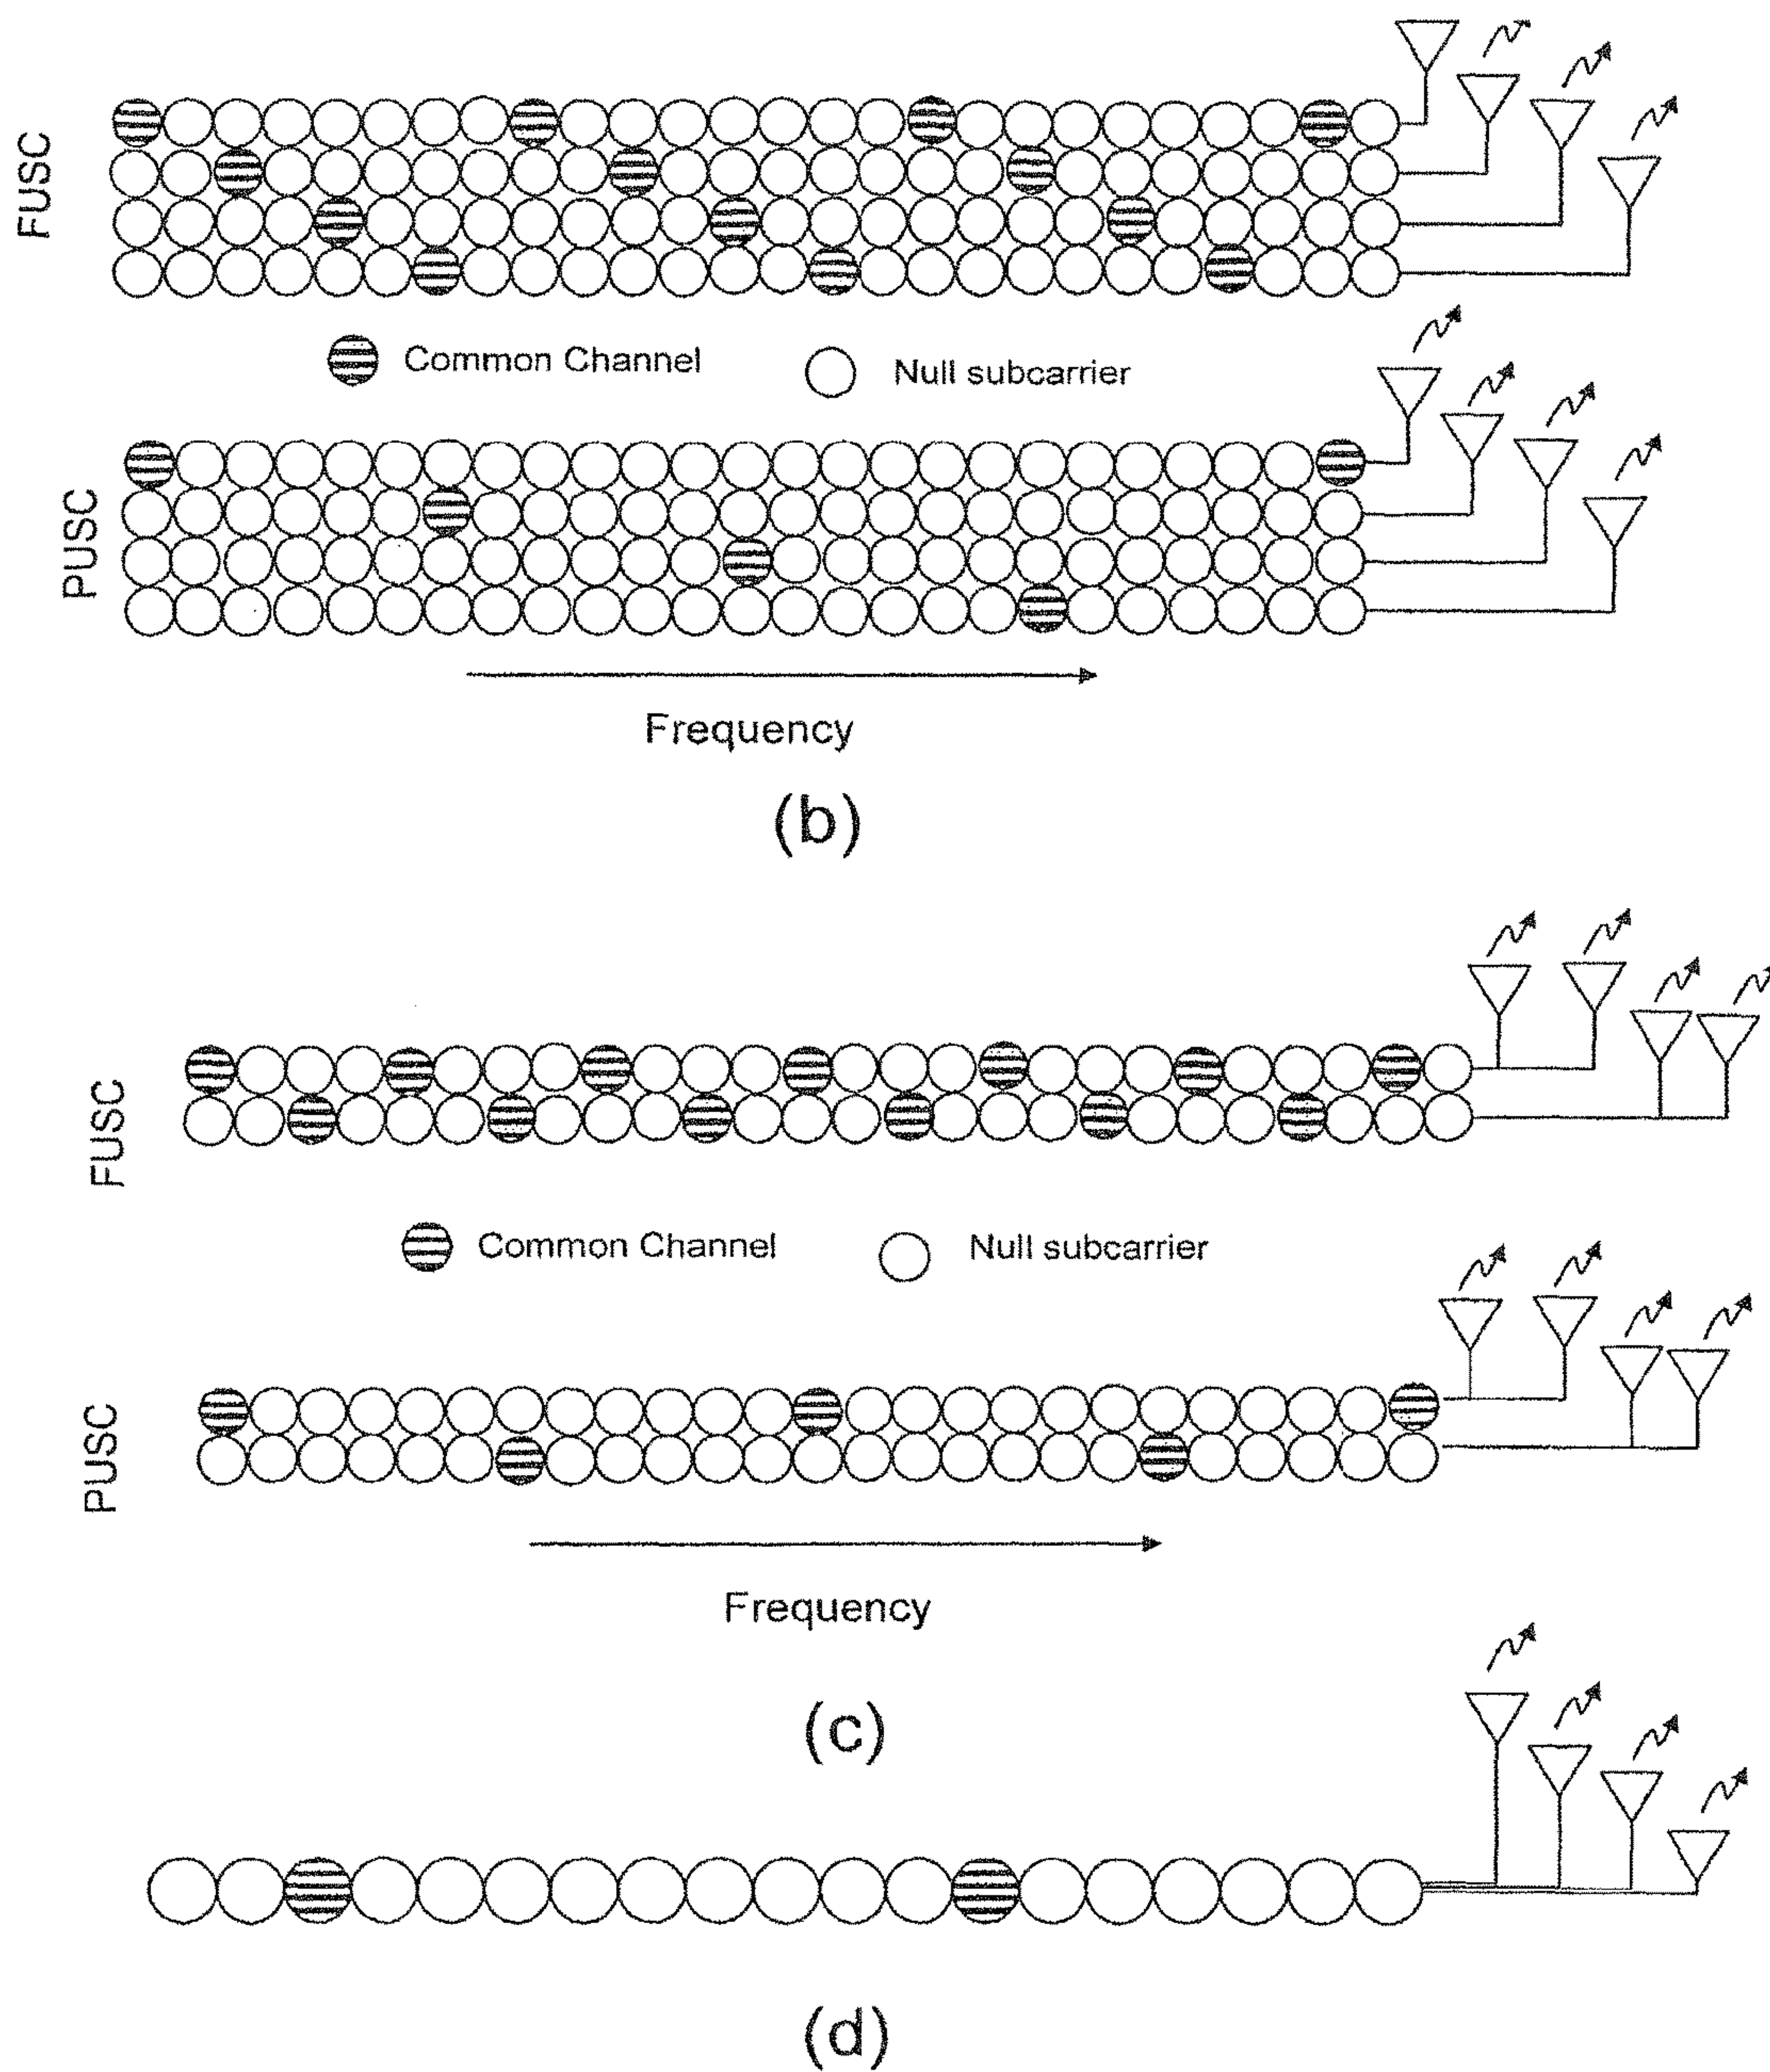 FUSC
Common Channel
Null subcarrier
PUSC
Frequency
(b)
FUSC
Common Channel
Null subcarrier
PUSC
Frequency
(c)
(d)